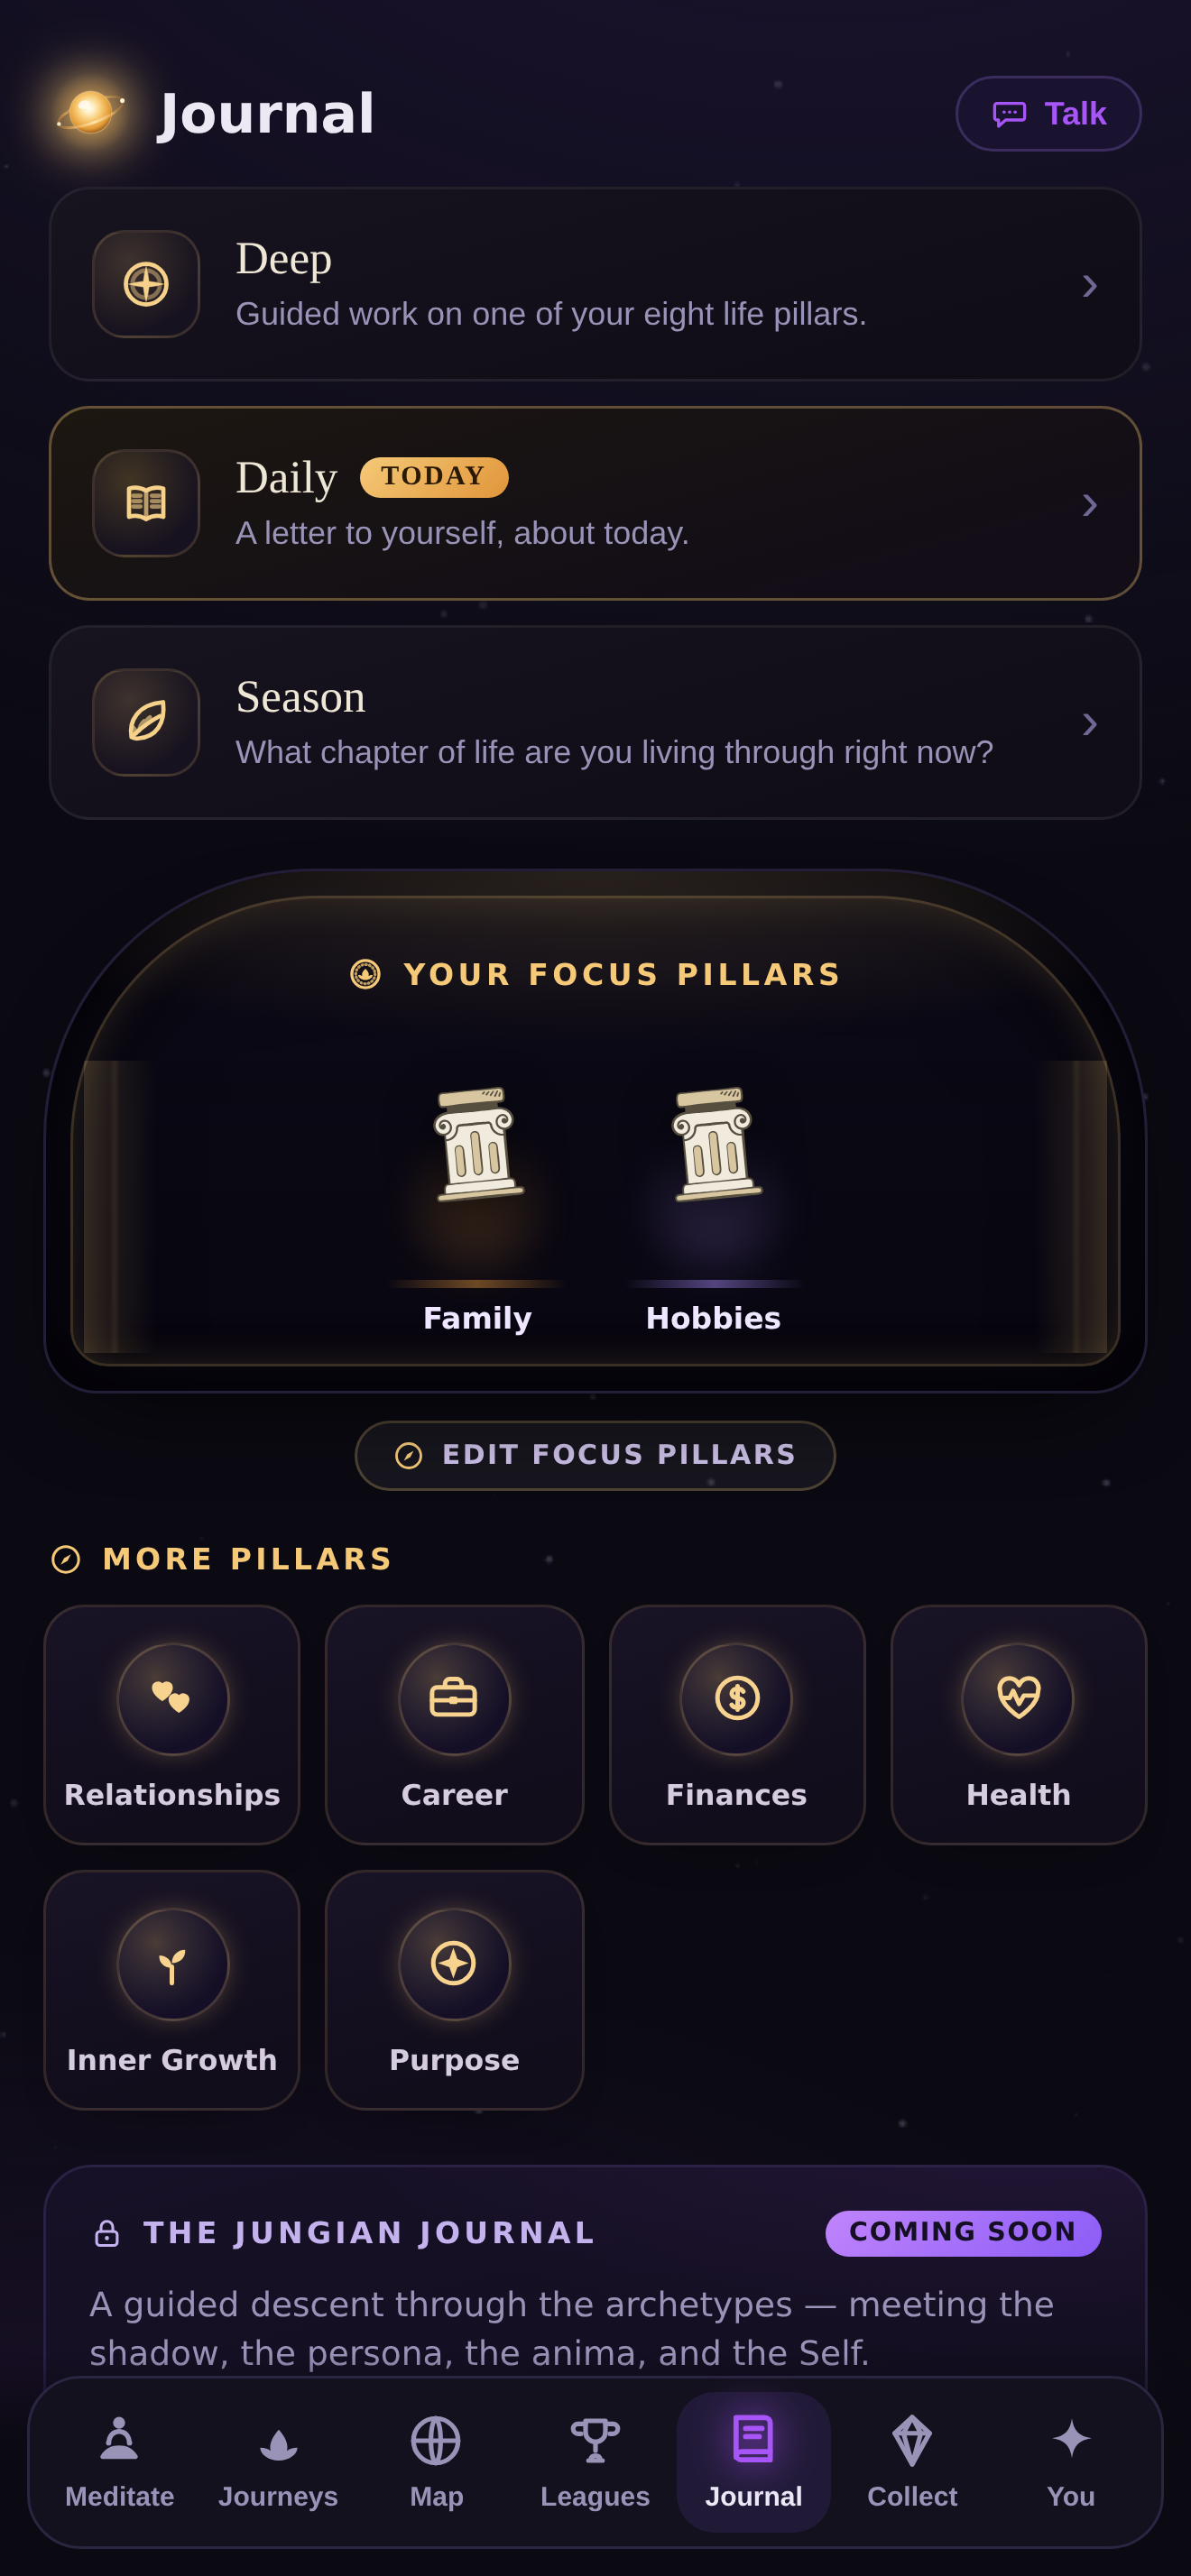 Journal
Talk
Deep
Guided work on one of your eight life pillars.
Daily TODAY
A letter to yourself, about today.
Season
What chapter of life are you living through right now?
YOUR FOCUS PILLARS
Family Hobbies
EDIT FOCUS PILLARS
MORE PILLARS
Relationships Career Finances Health
Inner Growth Purpose
THE JUNGIAN JOURNAL COMING SOON
A guided descent through the archetypes — meeting the
shadow, the persona, the anima, and the Self.
Meditate Journeys Map Leagues Journal Collect You